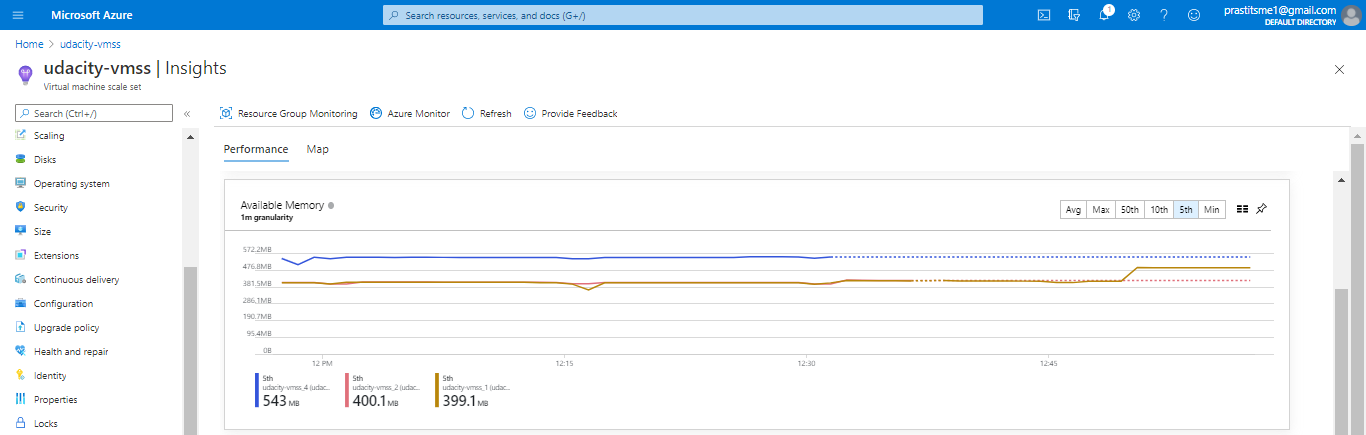 Microsoft Azure
Search resources, services, and docs (G+/)
1
prastitsme1@gmail.com
DEFAULT DIRECTORY
Home > udacity-vmss
udacity-vmss | Insights
Virtual machine scale set
Search (Ctrl+/)
«
Resource Group Monitoring
Azure Monitor
Refresh
Provide Feedback
Scaling
Disks
Operating system
Security
Size
Extensions
Continuous delivery
Configuration
Upgrade policy
Health and repair
Identity
Properties
Locks
Performance
Map
Available Memory
1m granularity
Avg
Max
50th
10th
5th
Min
572.2MB
476.8MB
381.5MB
286.1MB
190.7MB
95.4MB
0B
12 PM
12:15
12:30
12:45
5th
udacity-vmss_4 (udac...
543 MB
5th
udacity-vmss_2 (udac...
400.1 MB
5th
udacity-vmss_1 (udac...
399.1 MB